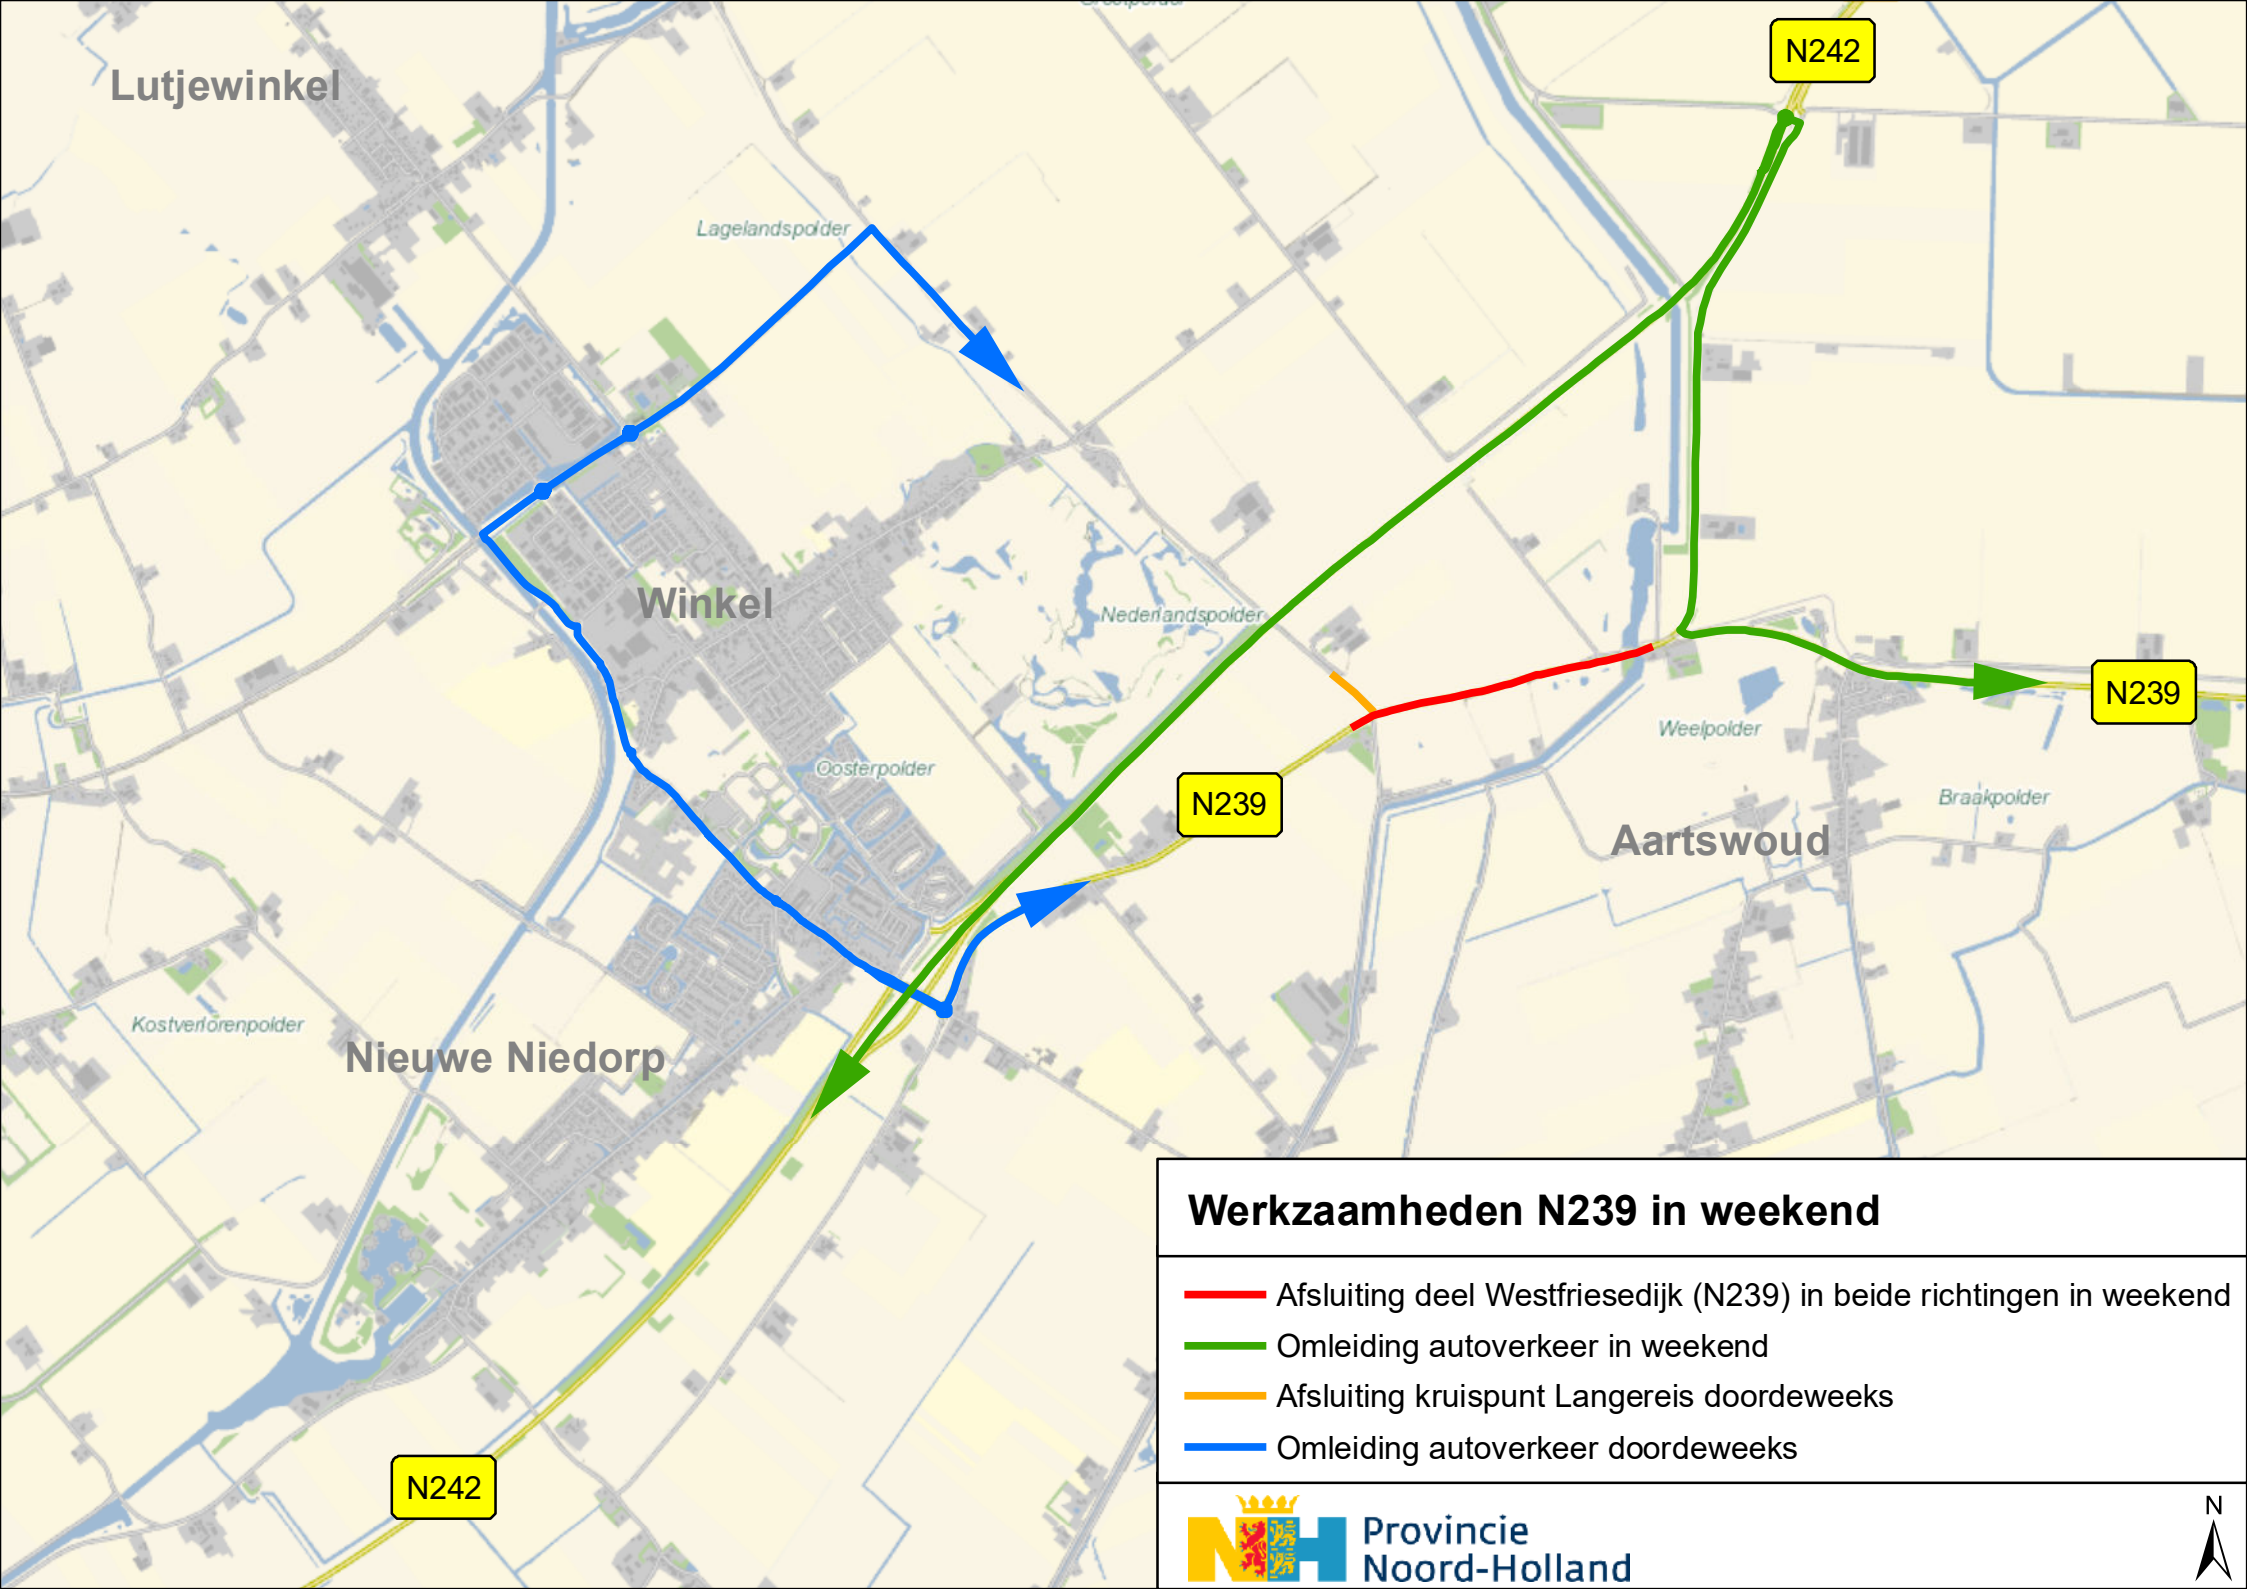 N242
Lutjewinkel
Lagelandspolder
Winkel
Nederlandspolder
N239
Weelpolder
Oosterpolder
N239
Braakpolder
Aartswoud
Kostverlorenpolder
Nieuwe Niedorp
N242
Werkzaamheden N239 in weekend
Afsluiting deel Westfriesedijk (N239) in beide richtingen in weekend
Omleiding autoverkeer in weekend
Afsluiting kruispunt Langereis doordeweeks
Omleiding autoverkeer doordeweeks
N
NH Provincie
Noord-Holland